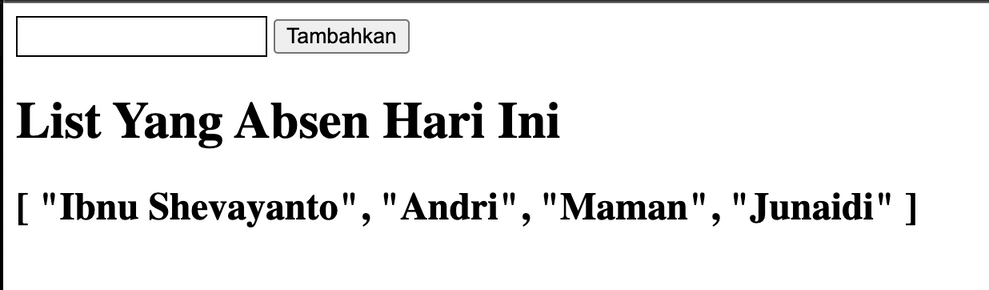 Tambahkan
List Yang Absen Hari Ini
[ "Ibnu Shevayanto", "Andri", "Maman", "Junaidi" ]